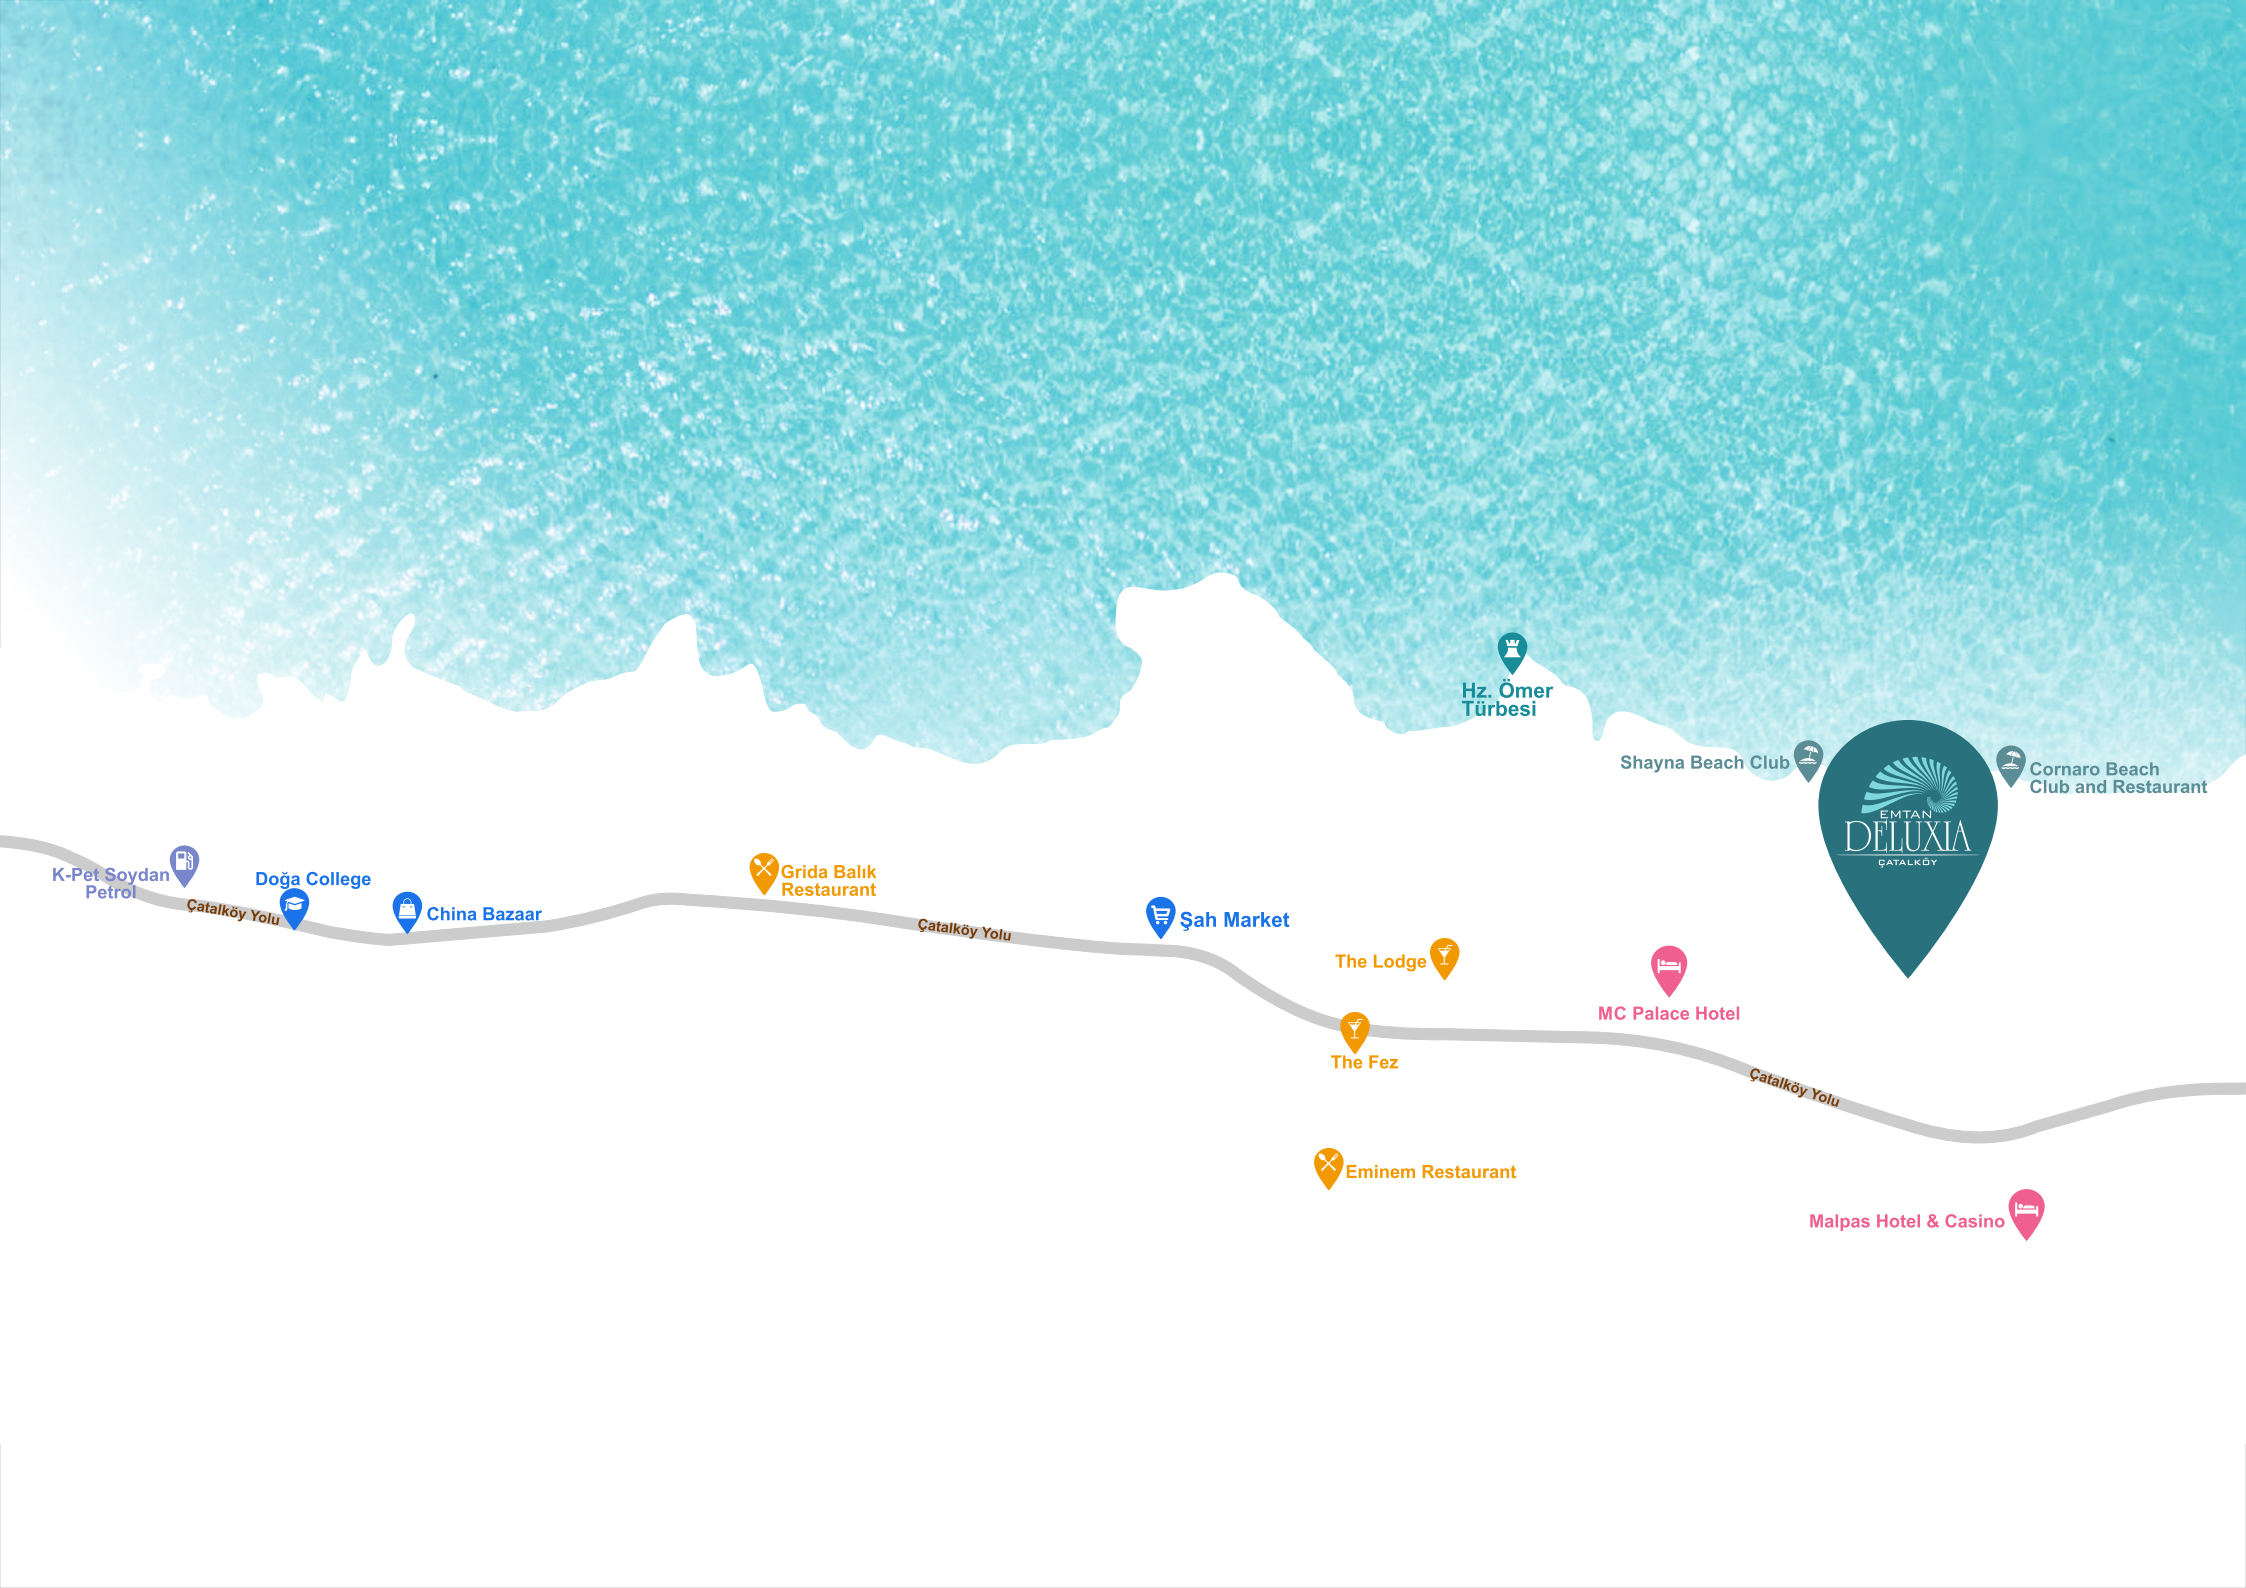 Hz. Ömer
Türbesi
Shayna Beach Club
Cornaro Beach
Club and Restaurant
EMTAN
DELUXIA
ÇATALKÖY
K-Pet Soydan
Petrol
Doğa College
Çatalköy Yolu
China Bazaar
Grida Balık
Restaurant
Çatalköy Yolu
Şah Market
The Lodge
The Fez
MC Palace Hotel
Çatalköy Yolu
Eminem Restaurant
Malpas Hotel & Casino